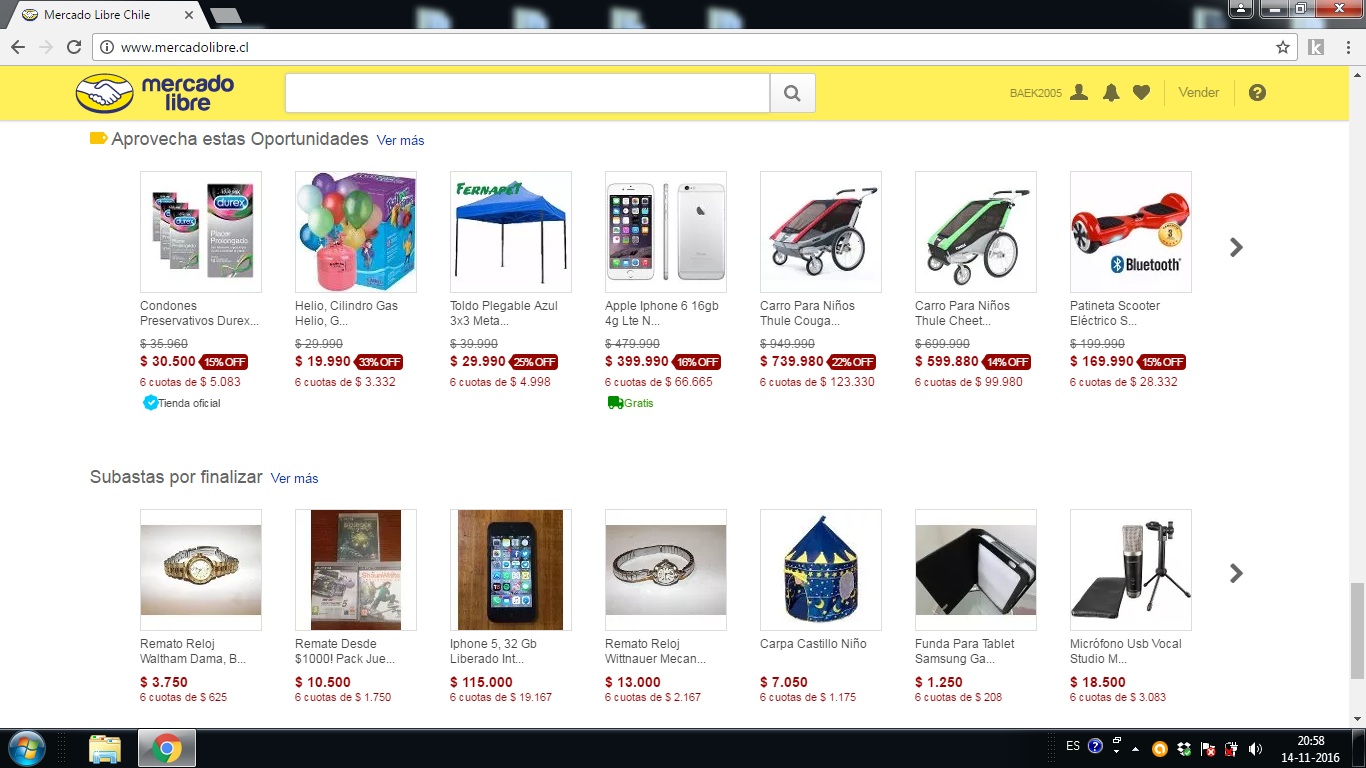 Mercado Libre Chile
www.mercadolibre.cl
mercado
libre
BAEK2005
Vender
Aprovecha estas Oportunidades Ver más
durex
Placer
Prolongado
FERNAPET
Bluetooth
Condones
Preservativos Durex...
$ 35.960
$ 30.500 15% OFF
6 cuotas de $ 5.083
Tienda oficial
Helio, Cilindro Gas
Helio, G...
$ 29.990
$ 19.990 33% OFF
6 cuotas de $ 3.332
Toldo Plegable Azul
3x3 Meta...
$ 39.990
$ 29.990 25% OFF
6 cuotas de $ 4.998
Apple Iphone 6 16gb
4g Lte N...
$ 479.990
$ 399.990 16% OFF
6 cuotas de $ 66.665
Gratis
Carro Para Niños
Thule Couga...
$ 949.990
$ 739.980 22% OFF
6 cuotas de $ 123.330
Carro Para Niños
Thule Cheet...
$ 699.990
$ 599.880 14% OFF
6 cuotas de $ 99.980
Patineta Scooter
Eléctrico S...
$ 199.990
$ 169.990 15% OFF
6 cuotas de $ 28.332
Subastas por finalizar Ver más
Remato Reloj
Waltham Dama, B...
$ 3.750
6 cuotas de $ 625
Remate Desde
$1000! Pack Jue...
$ 10.500
6 cuotas de $ 1.750
Iphone 5, 32 Gb
Liberado Int...
$ 115.000
6 cuotas de $ 19.167
Remato Reloj
Wittnauer Mecan...
$ 13.000
6 cuotas de $ 2.167
Carpa Castillo Niño
$ 7.050
6 cuotas de $ 1.175
Funda Para Tablet
Samsung Ga...
$ 1.250
6 cuotas de $ 208
Micrófono Usb Vocal
Studio M...
$ 18.500
6 cuotas de $ 3.083
ES
20:58
14-11-2016